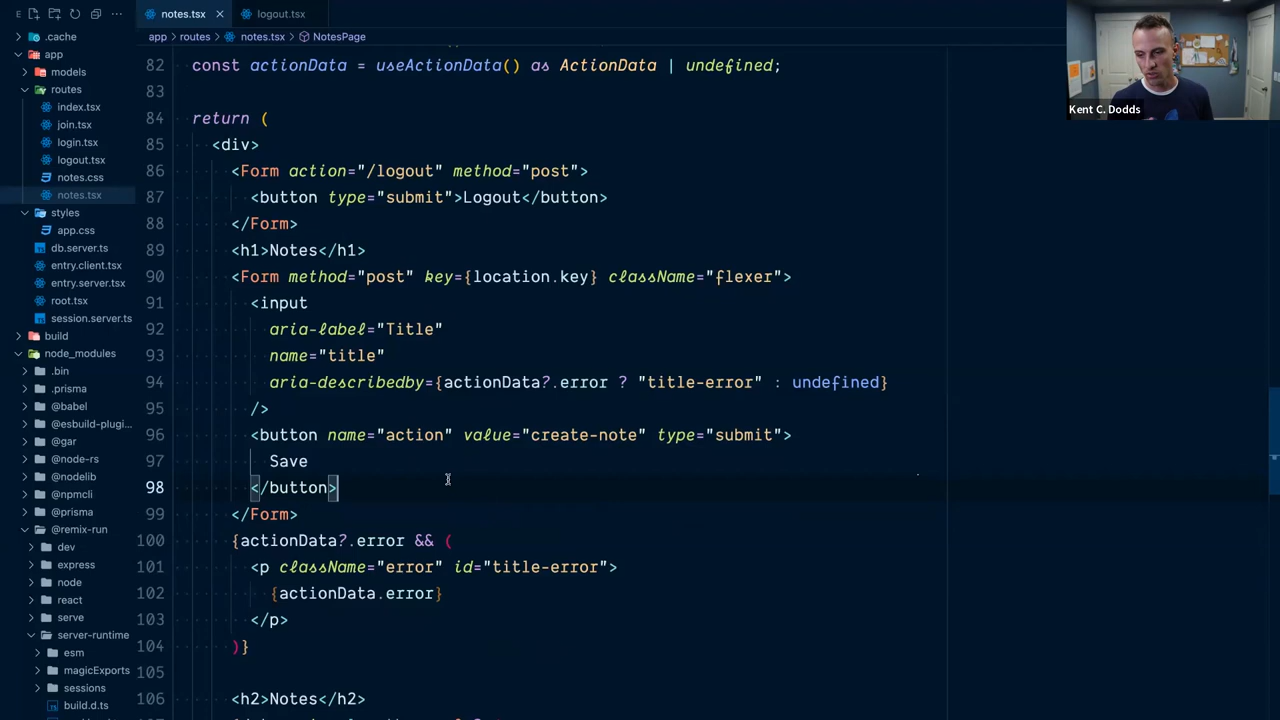 E
notes.tsx
logout.tsx
app
routes
notes.tsx
NotesPage
.cache
app
models
routes
index.tsx
join.tsx
login.tsx
logout.tsx
notes.css
notes.tsx
styles
app.css
db.server.ts
entry.client.tsx
entry.server.tsx
root.tsx
session.server.ts
build
node_modules
.bin
.prisma
@babel
@esbuild-plugi...
@gar
@node-rs
@nodelib
@npmcli
@prisma
@remix-run
dev
express
node
react
serve
server-runtime
esm
magicExports
sessions
build.d.ts
82 const actionData = useActionData() as ActionData | undefined;
83
84 return (
85 <div>
86 <Form action="/logout" method="post">
87 <button type="submit">Logout</button>
88 </Form>
89 <h1>Notes</h1>
90 <Form method="post" key={location.key} className="flexer">
91 <input
92 aria-label="Title"
93 name="title"
94 aria-describedby={actionData?.error ? "title-error" : undefined}
95 />
96 <button name="action" value="create-note" type="submit">
97 Save
98 </button>
99 </Form>
100 {actionData?.error && (
101 <p className="error" id="title-error">
102 {actionData.error}
103 </p>
104 )}
105
106 <h2>Notes</h2>
Kent C. Dodds